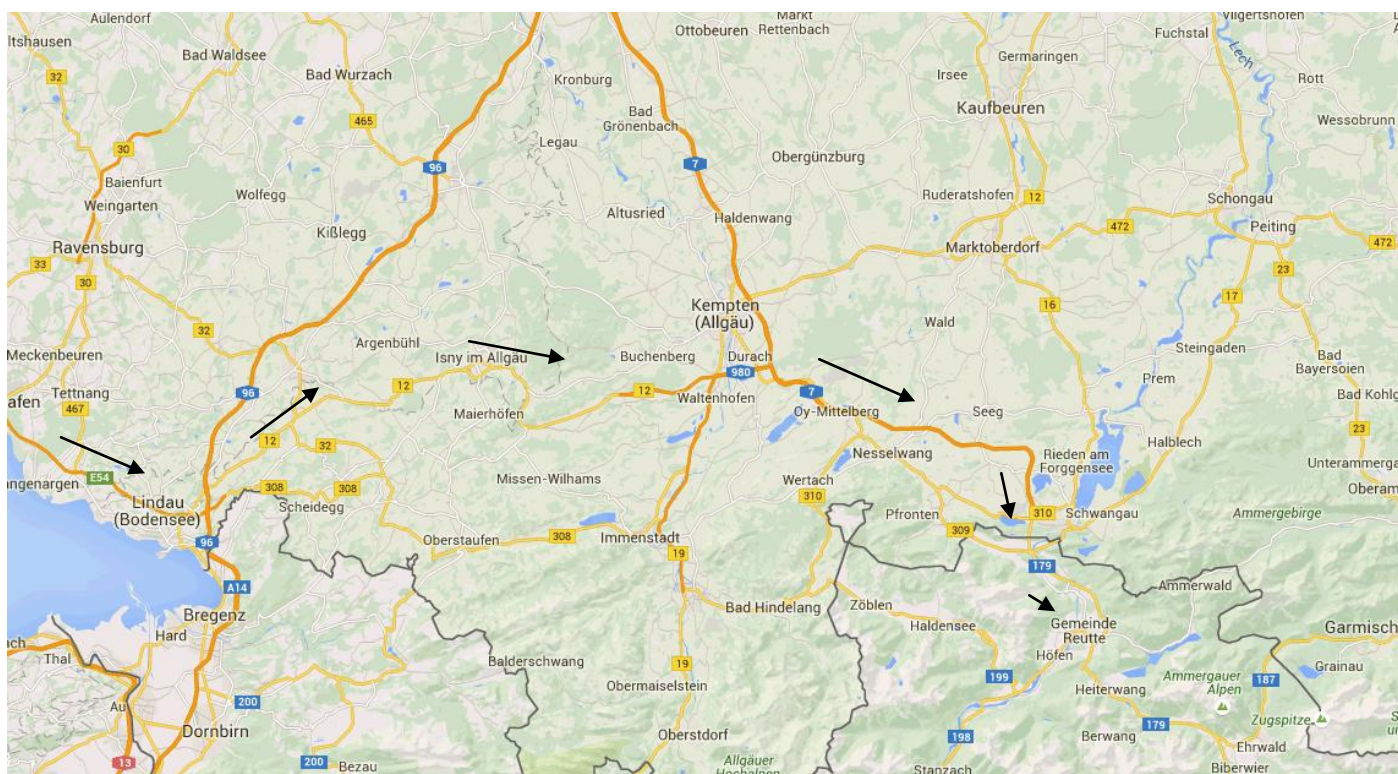 Aulendorf
Markt
Rettenbach
Ottobeuren
Vilgertshofen
Fuchstal
ltshausen
Bad Waldsee
Bad Wurzach
Kronburg
Germaringen
Irsee
Lech
Rott
32
Kaufbeuren
Bad
Grönenbach
465
Wessobrunn
30
Legau
Obergünzburg
96
7
Baienfurt
Wolfegg
Ruderatshofen
12
Schongau
Weingarten
Altusried
Haldenwang
Kißlegg
472
Peiting
Ravensburg
Marktoberdorf
472
33
30
23
Kempten
(Allgäu)
16
17
32
Wald
Argenbühl
Meckenbeuren
Isny im Allgäu
Buchenberg
Durach
Steingaden
Bad
Bayersoien
980
Tettnang
96
12
12
7
Prem
Bad Kohlg
afen
467
Maierhöfen
Waltenhofen
Oy-Mittelberg
Seeg
23
12
32
Halblech
Nesselwang
Rieden am
Forggensee
Unterammerga
E54
angenargen
Missen-Wilhams
Wertach
308
308
Oberam
Lindau
(Bodensee)
Scheidegg
310
310
Schwangau
Ammergebirge
Pfronten
309
96
Oberstaufen
308
Immenstadt
19
179
A14
Ammerwald
Bregenz
Bad Hindelang
Zöblen
Haldensee
Gemeinde
Reutte
Garmisch
ach
Hard
Thal
Balderschwang
19
Höfen
Grainau
199
Ammergauer
Alpen
187
Obermaiselstein
Heiterwang
Au
200
Zugspitze
179
Dornbirn
Oberstdorf
198
Berwang
Ehrwald
13
200
Bezau
Allgäuer
Hochalpen
Stanzach
Biberwier